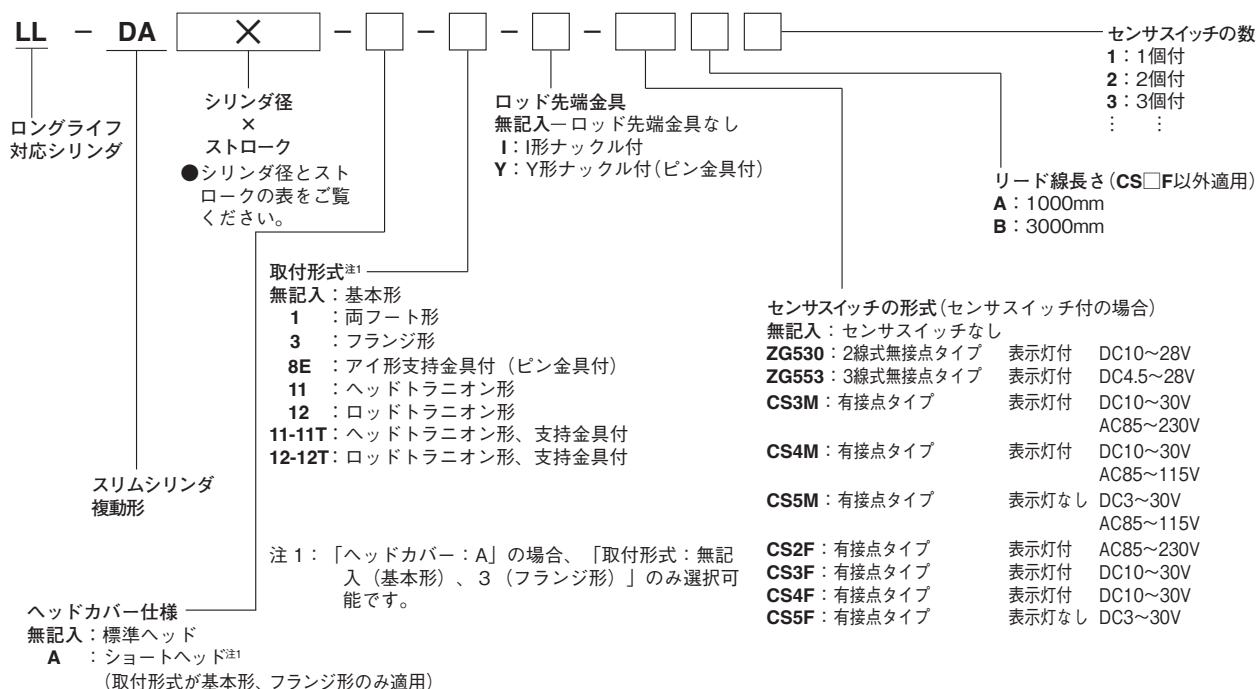 LL － DA × － □ － □ － □ － □ □ □
センサスイッチの数
1：1個付
2：2個付
3：3個付
⋮ ⋮
ロングライフ
対応シリンダ
シリンダ径
×
ストローク
●シリンダ径とスト
ロークの表をご覧
ください。
ロッド先端金具
無記入－ロッド先端金具なし
I：I形ナックル付
Y：Y形ナックル付（ピン金具付）
リード線長さ（CS□F以外適用）
A：1000mm
B：3000mm
取付形式注1
無記入：基本形
1 ：両フート形
3 ：フランジ形
8E ：アイ形支持金具付（ピン金具付）
11 ：ヘッドトラニオン形
12 ：ロッドトラニオン形
11-11T：ヘッドトラニオン形、支持金具付
12-12T：ロッドトラニオン形、支持金具付
センサスイッチの形式（センサスイッチ付の場合）
無記入：センサスイッチなし
ZG530：2線式無接点タイプ 表示灯付 DC10～28V
ZG553：3線式無接点タイプ 表示灯付 DC4.5～28V
CS3M：有接点タイプ 表示灯付 DC10～30V
AC85～230V
CS4M：有接点タイプ 表示灯付 DC10～30V
AC85～115V
CS5M：有接点タイプ 表示灯なし DC3～30V
AC85～115V
CS2F：有接点タイプ 表示灯付 AC85～230V
CS3F：有接点タイプ 表示灯付 DC10～30V
CS4F：有接点タイプ 表示灯付 DC10～30V
CS5F：有接点タイプ 表示灯なし DC3～30V
スリムシリンダ
複動形
注1：「ヘッドカバー：A」の場合、「取付形式：無記
入（基本形）、3（フランジ形）」のみ選択可
能です。
ヘッドカバー仕様
無記入：標準ヘッド
A ：ショートヘッド注1
（取付形式が基本形、フランジ形のみ適用）